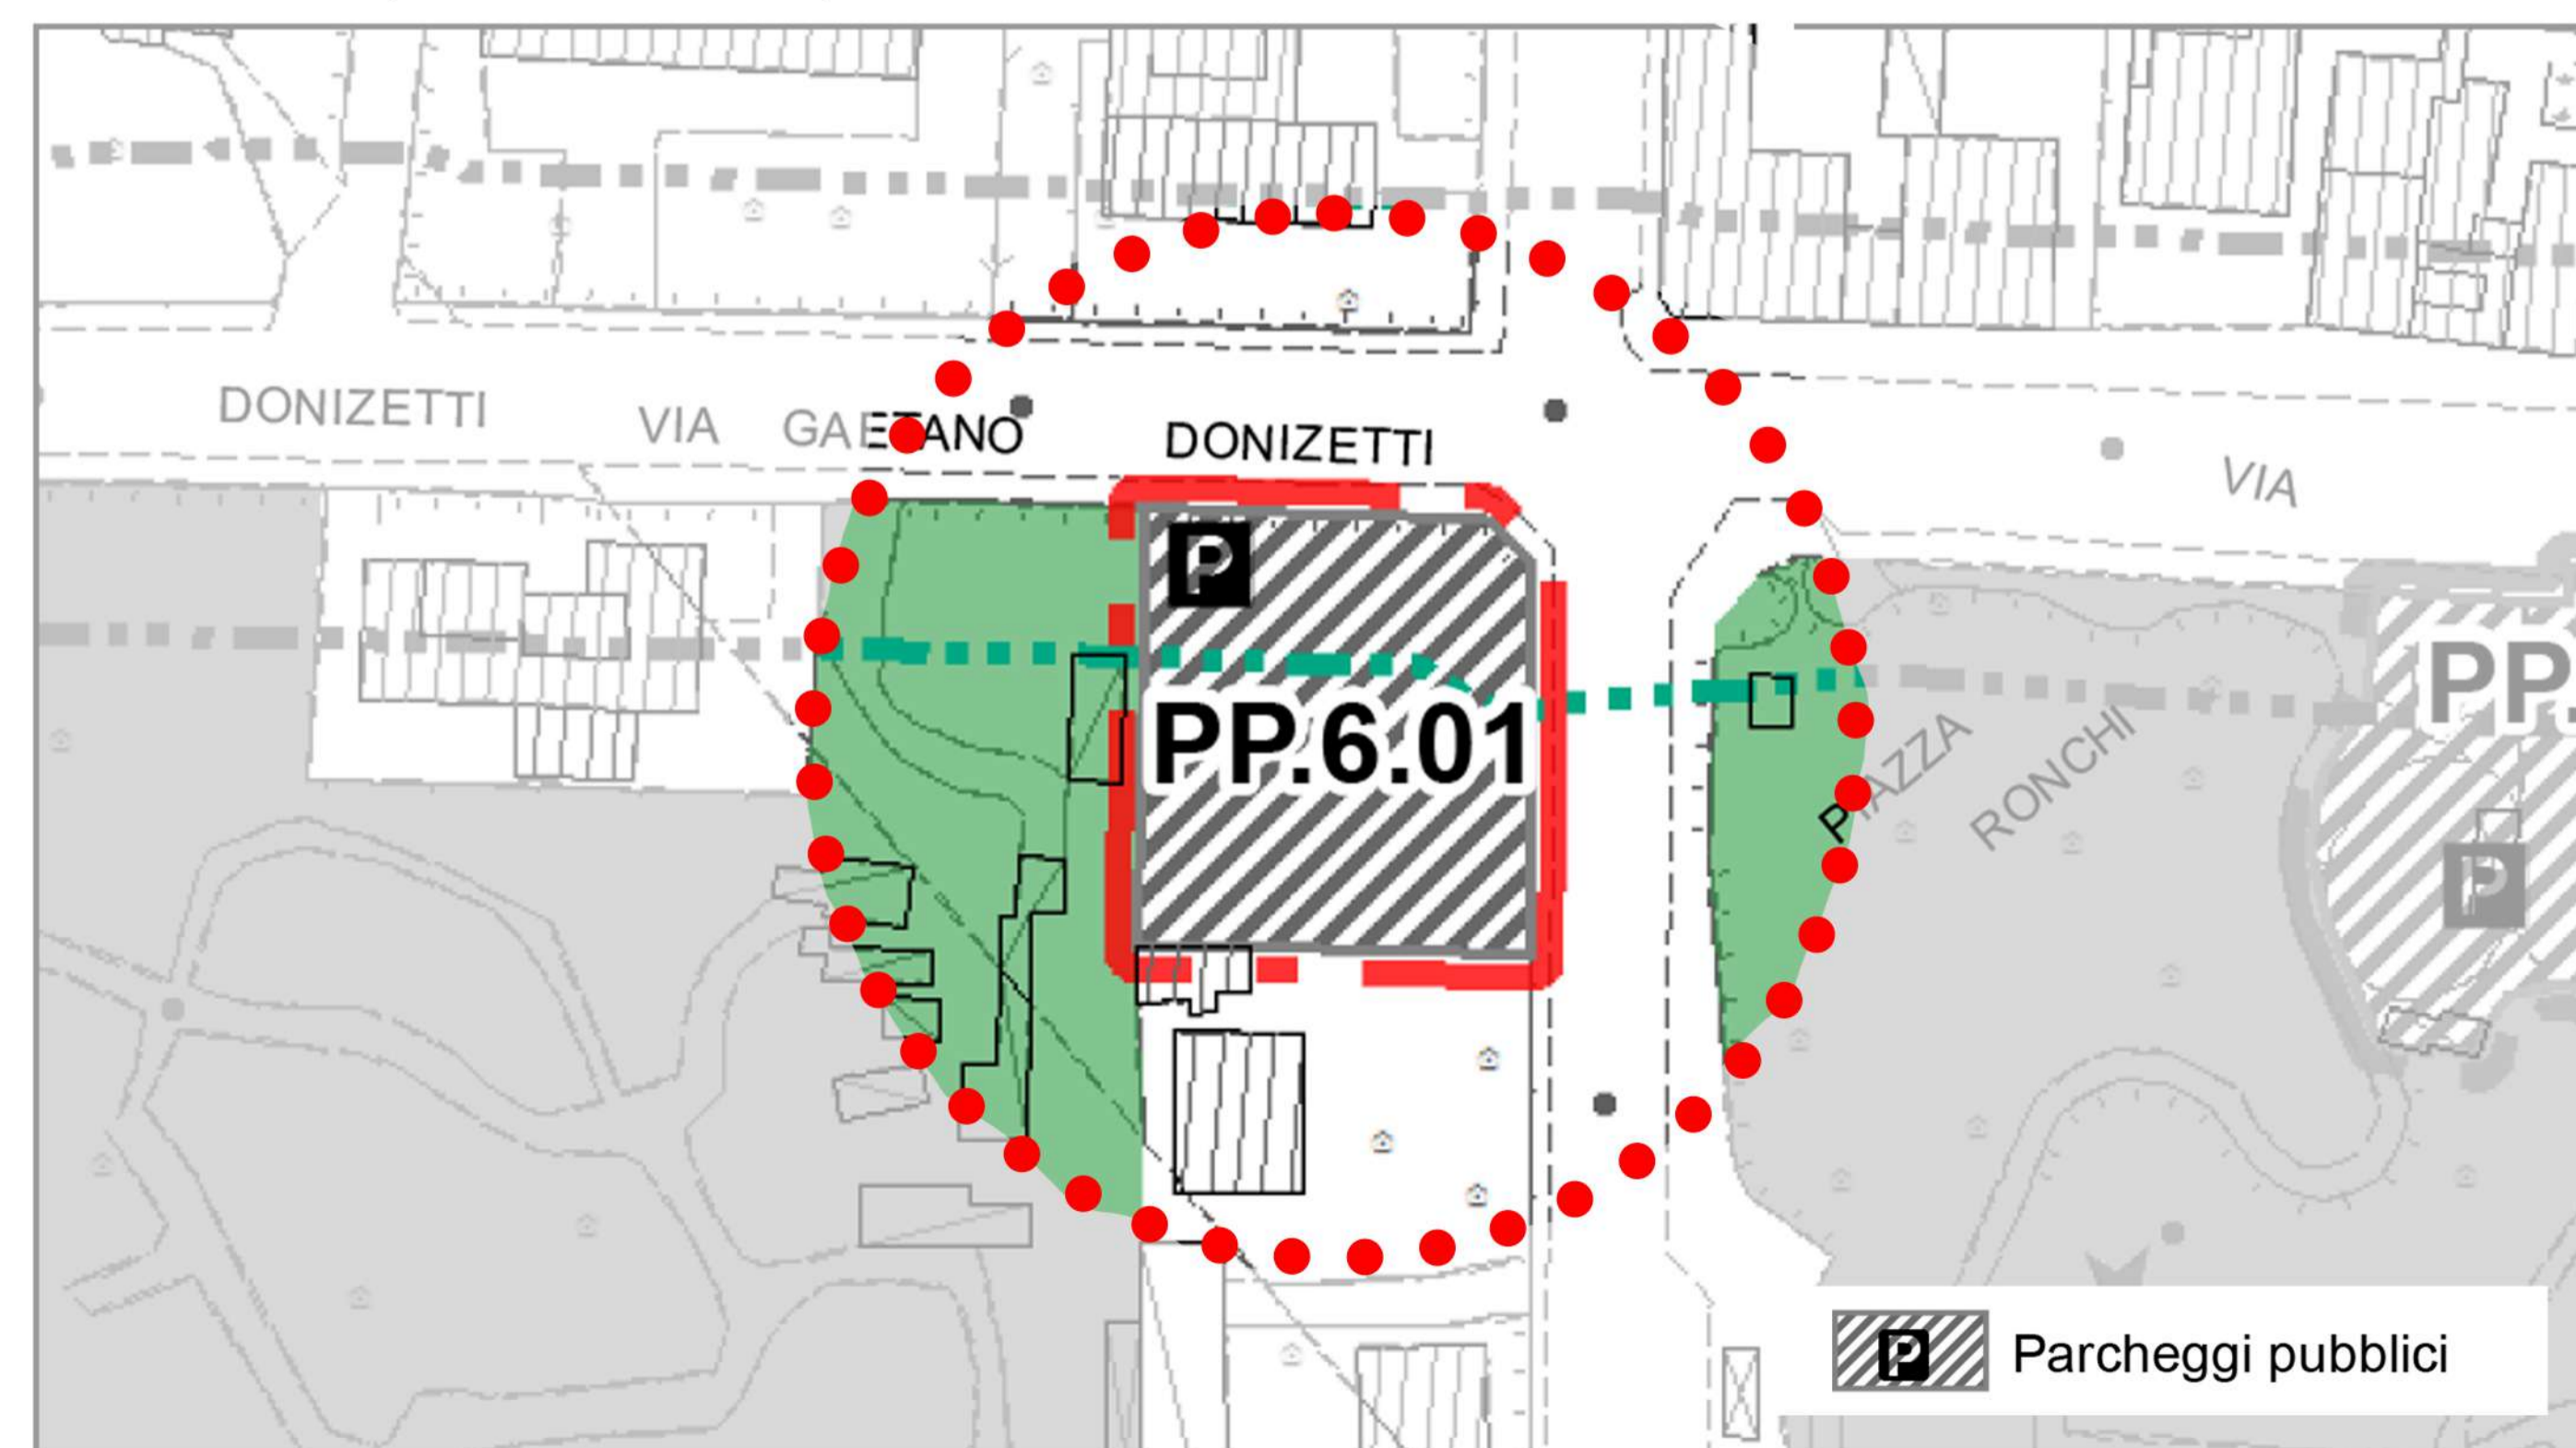 DONIZETTI
VIA GAETANO
DONIZETTI
VIA
P
PP.6.01
PP.
PIAZZA
RONCHI
P
P Parcheggi pubblici